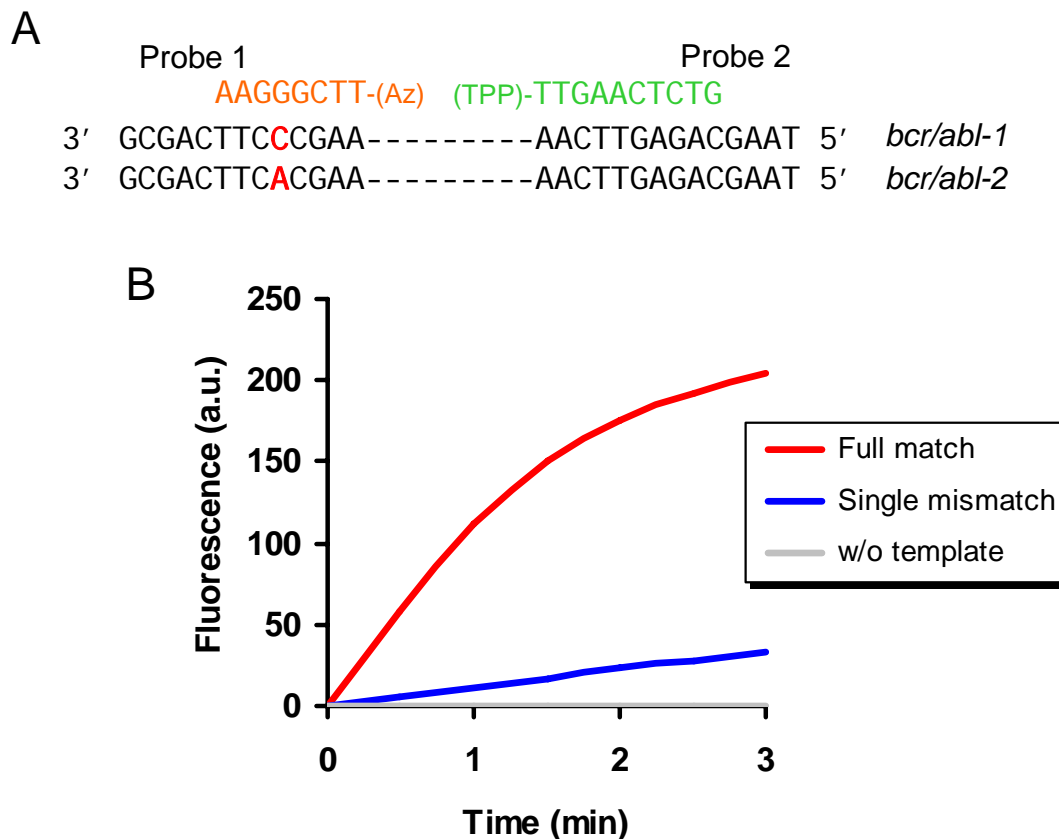 A
Probe 1 Probe 2
AAGGGCTT-(Az) (TPP)-TTGAACTCTG
3′ GCGACTTCCCGAA---------AACTTGAGACGAAT 5′ bcr/abl-1
3′ GCGACTTCACGAA---------AACTTGAGACGAAT 5′ bcr/abl-2
B
250
200
150
100
50
0
Fluorescence (a.u.)
0 1 2 3
Time (min)
Full match
Single mismatch
w/o template